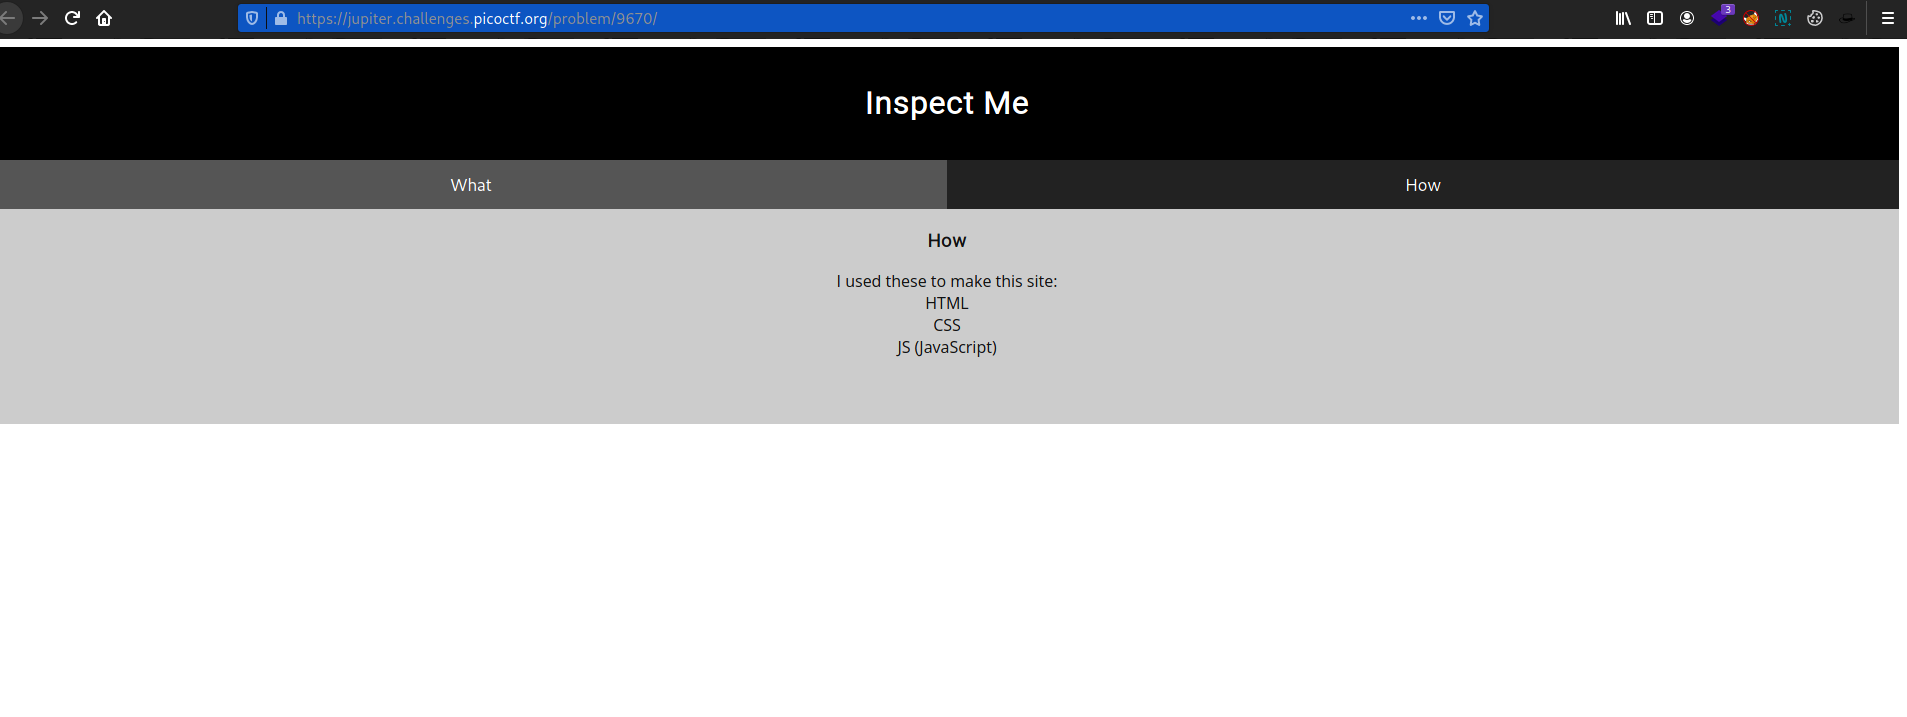 https://jupiter.challenges.picoctf.org/problem/9670/
3
N
Inspect Me
What How
How
I used these to make this site:
HTML
CSS
JS (JavaScript)